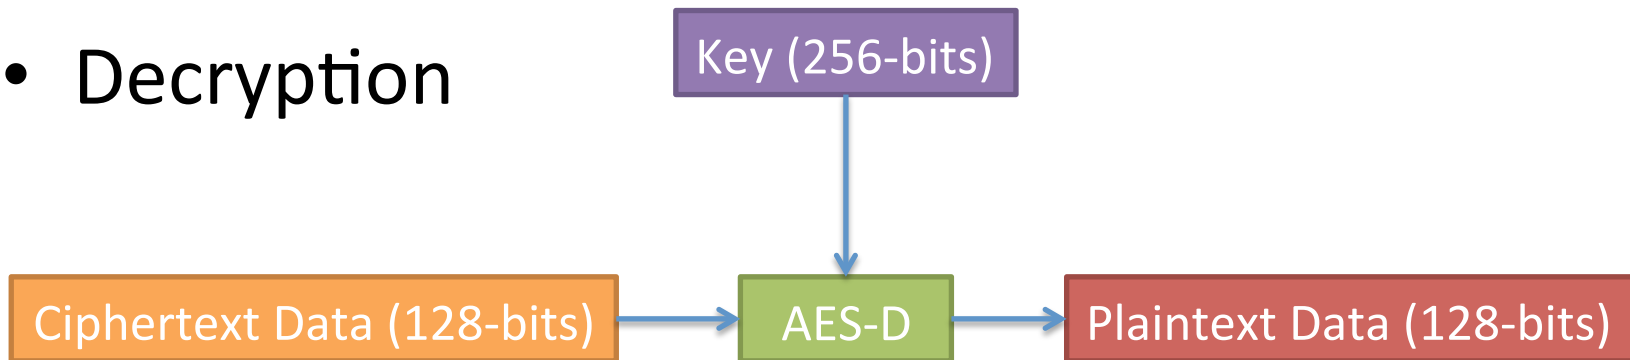 • Decryption
Key (256-bits)
Ciphertext Data (128-bits)
AES-D
Plaintext Data (128-bits)